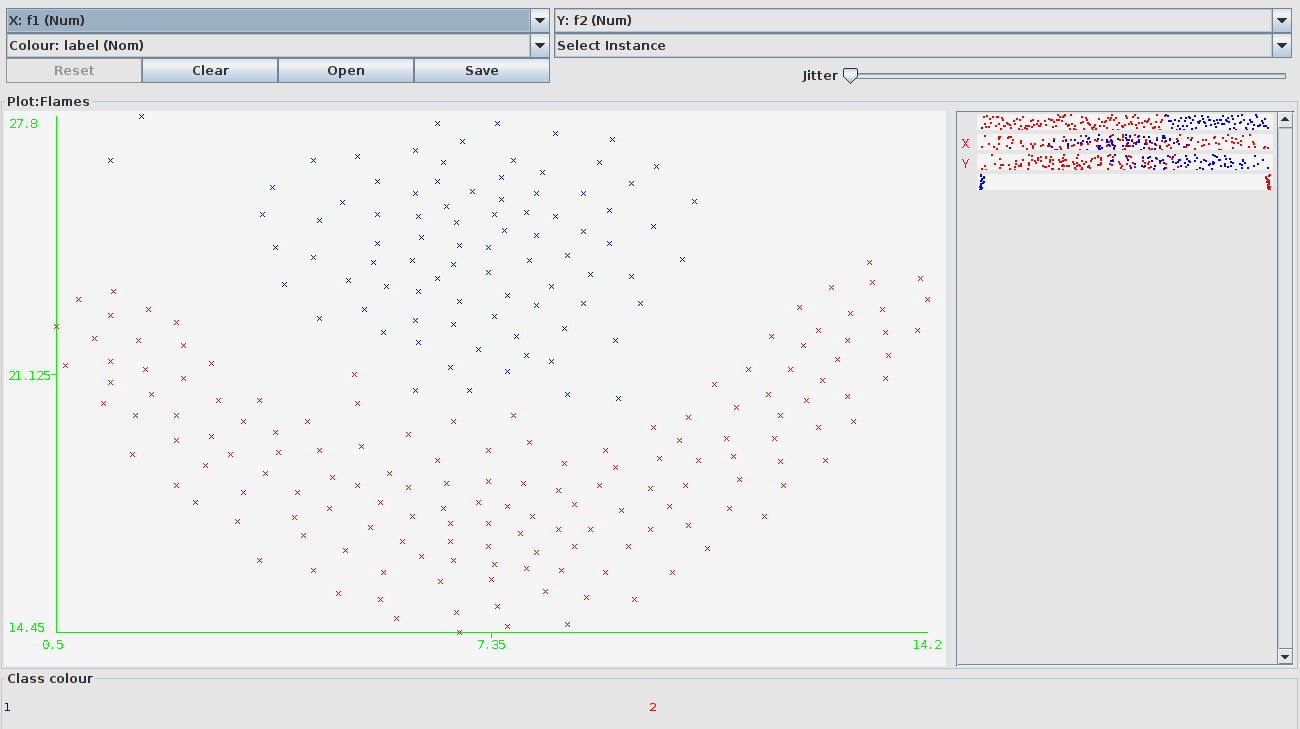 X: f1 (Num)
Y: f2 (Num)
Colour: label (Nom)
Select Instance
Reset
Clear
Open
Save
Jitter
Plot:Flames
27.8
21.125
14.45
0.5
7.35
14.2
X
Y
Class colour
1
2